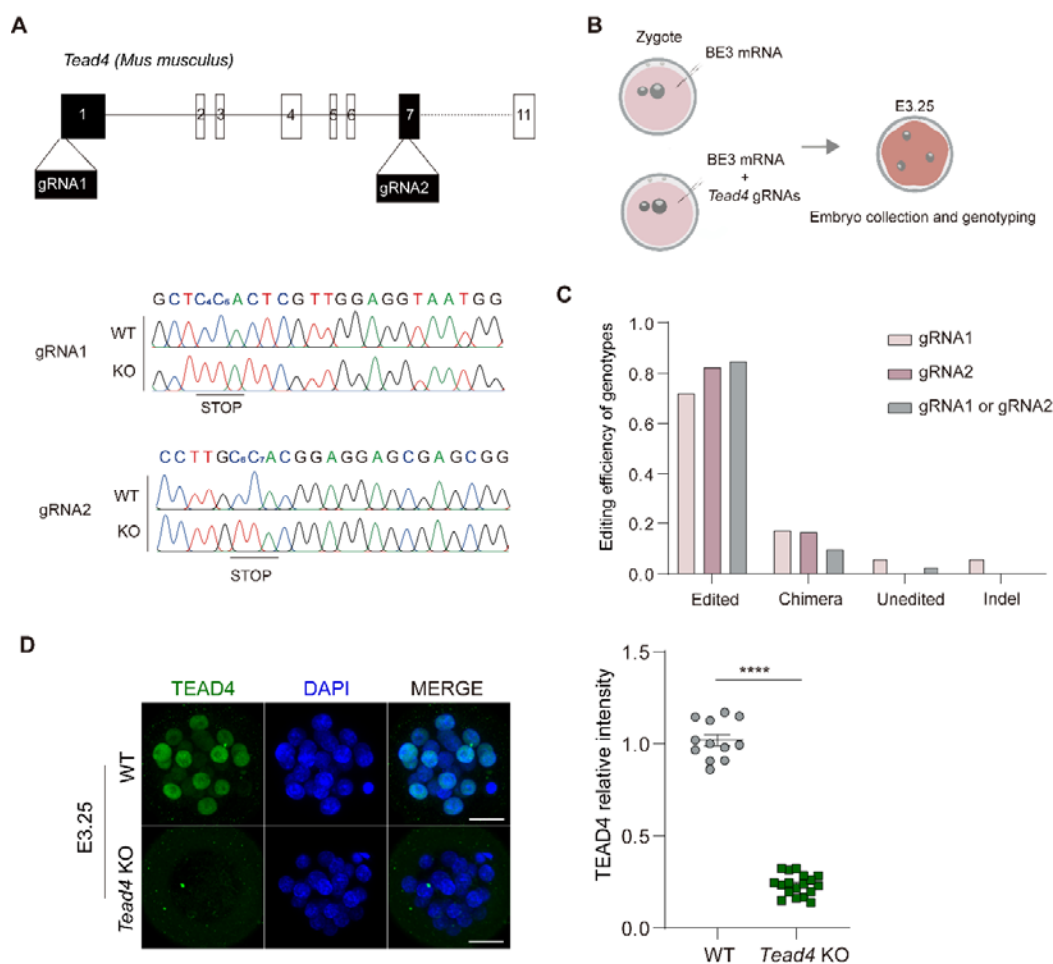 A
Tead4 (Mus musculus)
1 2 3 4 5 6 7 11
gRNA1
gRNA2
GCTC₄C₅ACTCGTTGGAGGTAATGG
WT
gRNA1
KO
STOP
CCTTGC₆C₇ACGGAGGAGCGAGCGG
WT
gRNA2
KO
STOP
B
Zygote
BE3 mRNA
BE3 mRNA
+
Tead4 gRNAs
E3.25
Embryo collection and genotyping
C
Editing efficiency of genotypes
1.0
0.8
0.6
0.4
0.2
0.0
gRNA1
gRNA2
gRNA1 or gRNA2
Edited Chimera Unedited Indel
D
TEAD4 DAPI MERGE
E3.25
WT
Tead4 KO
TEAD4 relative intensity
1.5
1.0
0.5
0.0
****
WT Tead4 KO